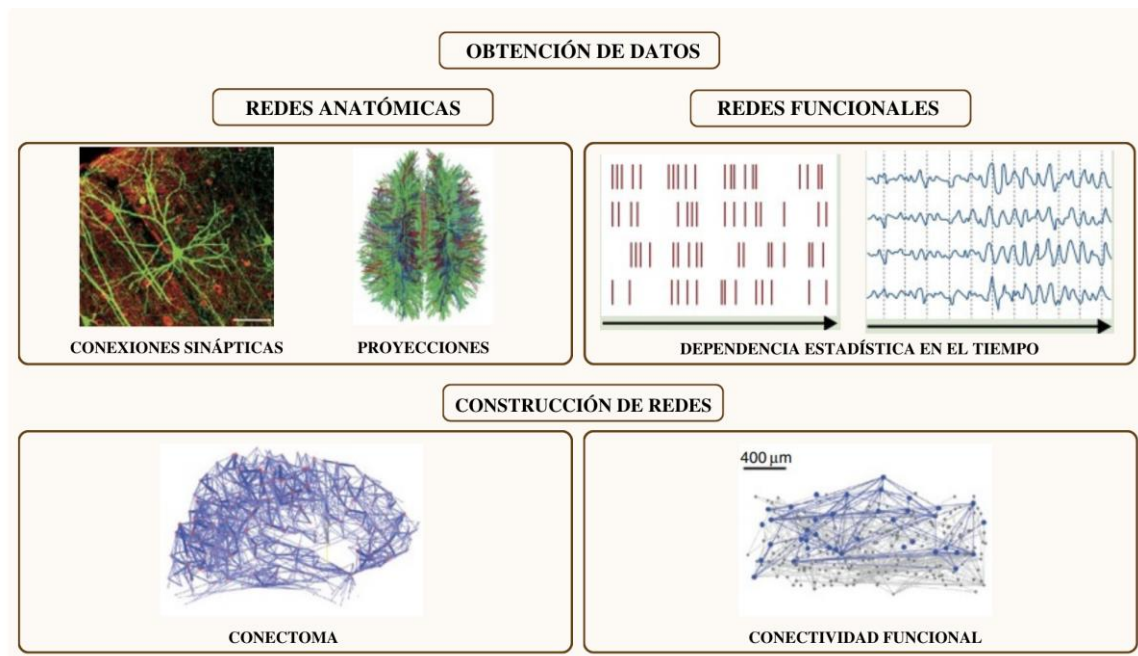 OBTENCIÓN DE DATOS
REDES ANATÓMICAS
REDES FUNCIONALES
CONEXIONES SINÁPTICAS
PROYECCIONES
DEPENDENCIA ESTADÍSTICA EN EL TIEMPO
CONSTRUCCIÓN DE REDES
400 μm
CONECTOMA
CONECTIVIDAD FUNCIONAL